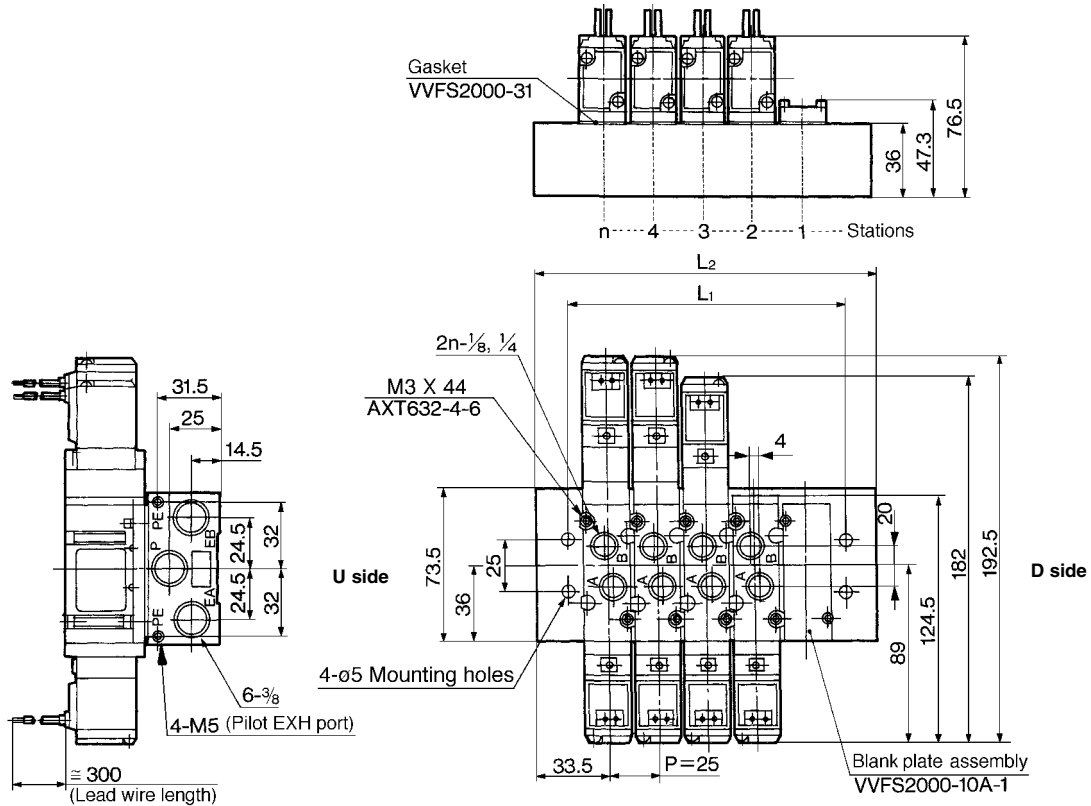 Gasket
VVFS2000-31
36
47.3
76.5
n 4 3 2 1 Stations
L2
L1
2n-1/8, 1/4
M3 X 44
AXT632-4-6
31.5
25
14.5
4
PE
P
EB
EA
PE
24.5
32
24.5
32
U side
73.5
25
36
B
B
B
B
A
A
A
A
20
D side
89
124.5
182
192.5
4-ø5 Mounting holes
6-3/8
4-M5 (Pilot EXH port)
≅ 300
(Lead wire length)
33.5
P=25
Blank plate assembly
VVFS2000-10A-1